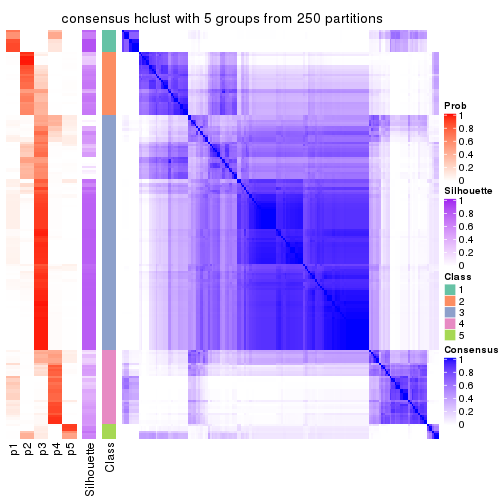 consensus hclust with 5 groups from 250 partitions
Prob
1
0.8
0.6
0.4
0.2
0
Silhouette
1
0.8
0.6
0.4
0.2
0
Class
1
2
3
4
5
Consensus
1
0.8
0.6
0.4
0.2
0
p1
p2
p3
p4
p5
Silhouette
Class